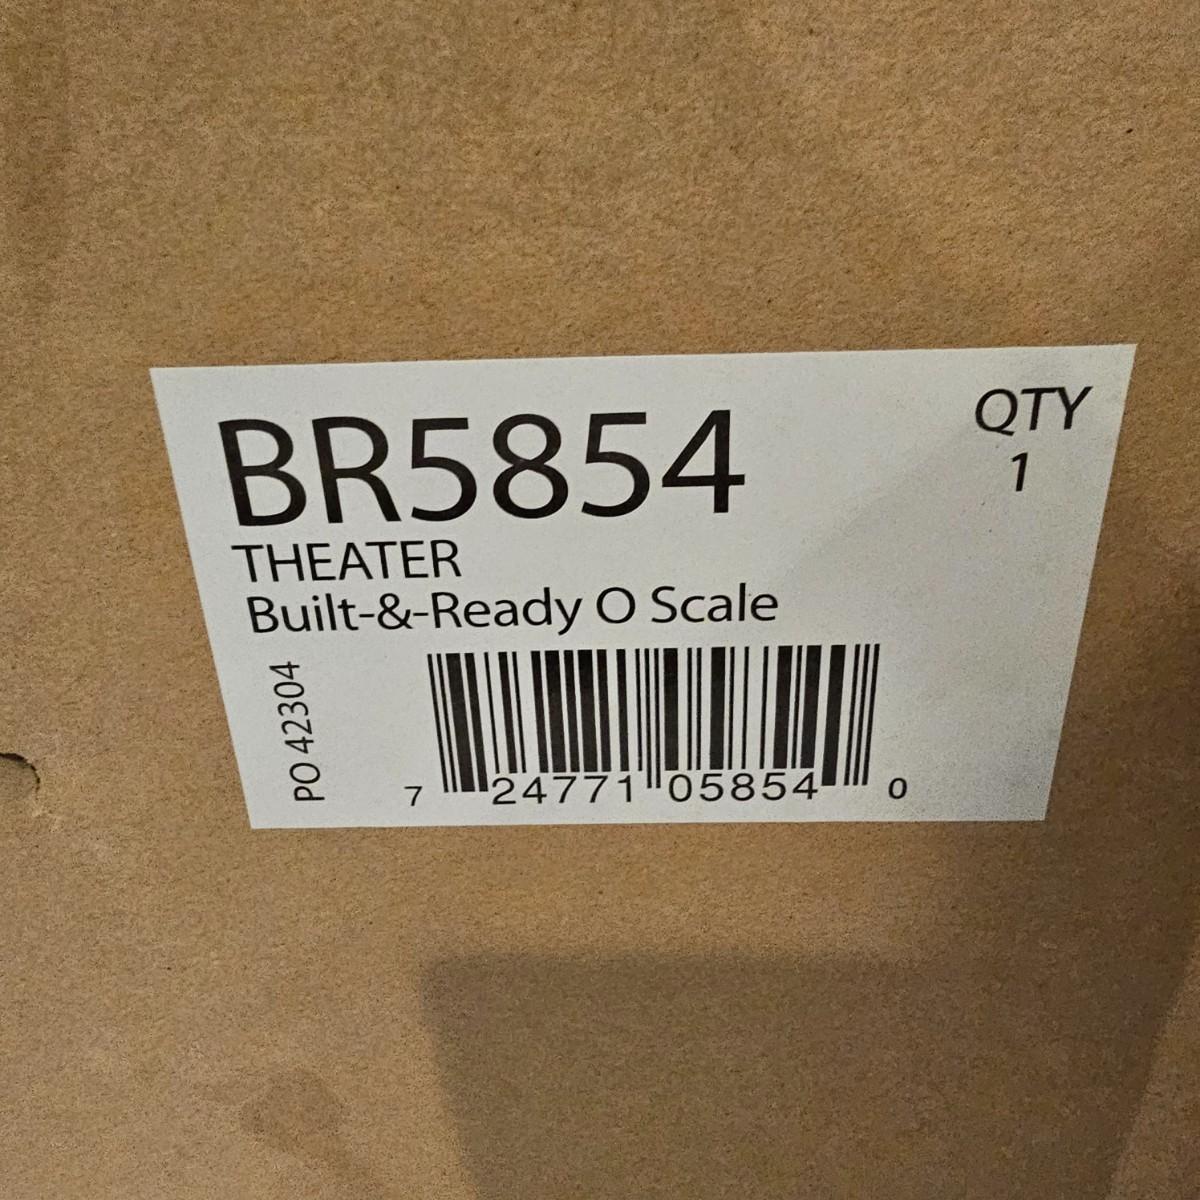 BR5854
QTY
1
THEATER
Built-&-Ready O Scale
PO 42304
7 24771 05854 0